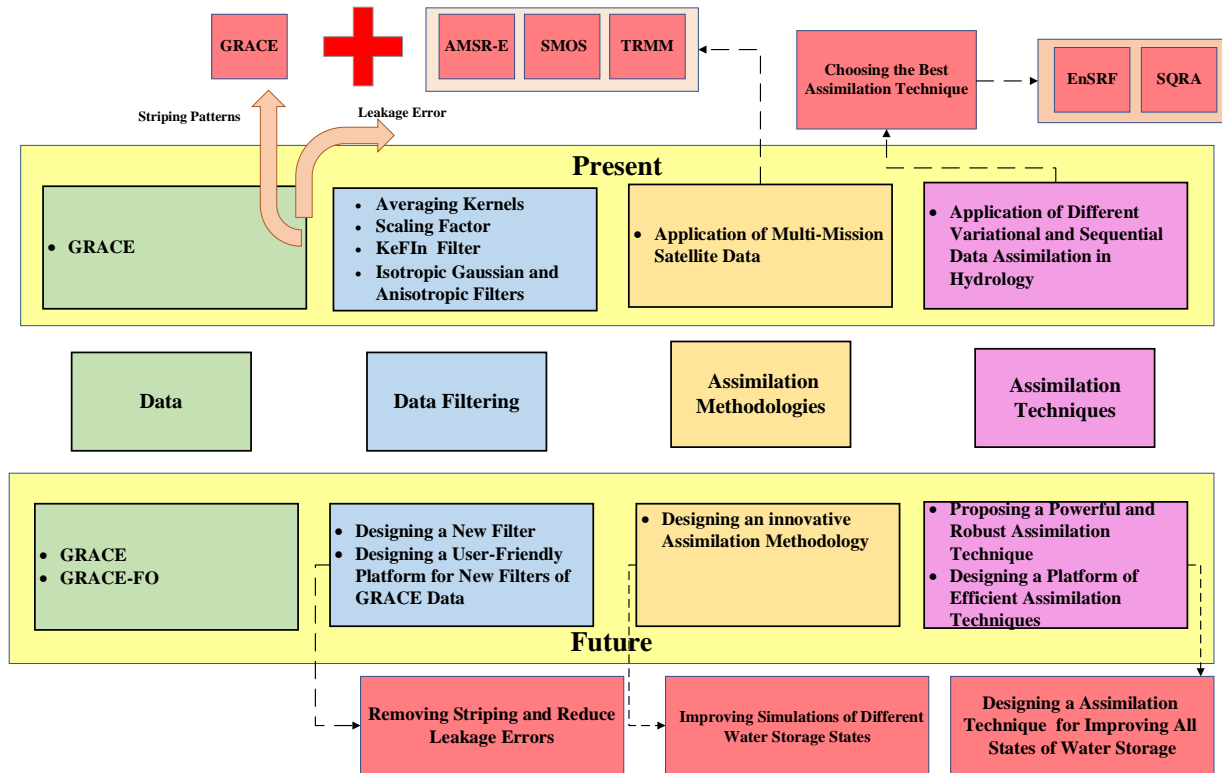 GRACE
AMSR-E
SMOS
TRMM
Choosing the Best
Assimilation Technique
EnSRF
SQRA
Striping Patterns
Leakage Error
Present
• GRACE
• Averaging Kernels
• Scaling Factor
• KeFIn Filter
• Isotropic Gaussian and
Anisotropic Filters
• Application of Multi-Mission
Satellite Data
• Application of Different
Variational and Sequential
Data Assimilation in
Hydrology
Data
Data Filtering
Assimilation
Methodologies
Assimilation
Techniques
• GRACE
• GRACE-FO
• Designing a New Filter
• Designing a User-Friendly
Platform for New Filters of
GRACE Data
• Designing an innovative
Assimilation Methodology
• Proposing a Powerful and
Robust Assimilation
Technique
• Designing a Platform of
Efficient Assimilation
Techniques
Future
Removing Striping and Reduce
Leakage Errors
Improving Simulations of Different
Water Storage States
Designing a Assimilation
Technique for Improving All
States of Water Storage